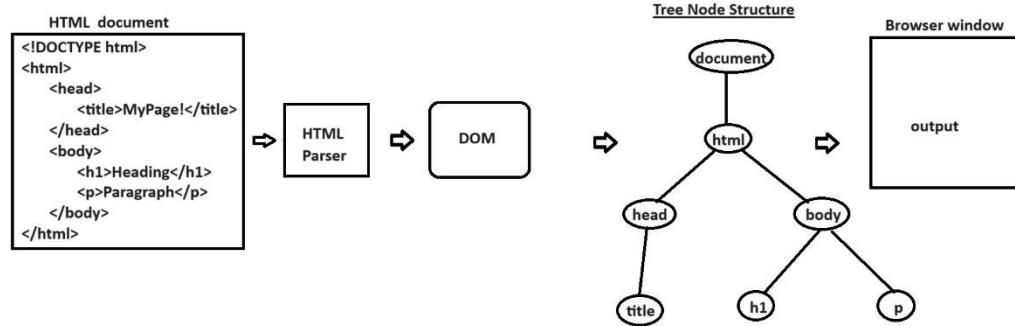 HTML document
<!DOCTYPE html>
<html>
<head>
<title>MyPage!</title>
</head>
<body>
<h1>Heading</h1>
<p>Paragraph</p>
</body>
</html>
HTML
Parser
DOM
Tree Node Structure
document
html
head
body
title
h1
p
Browser window
output